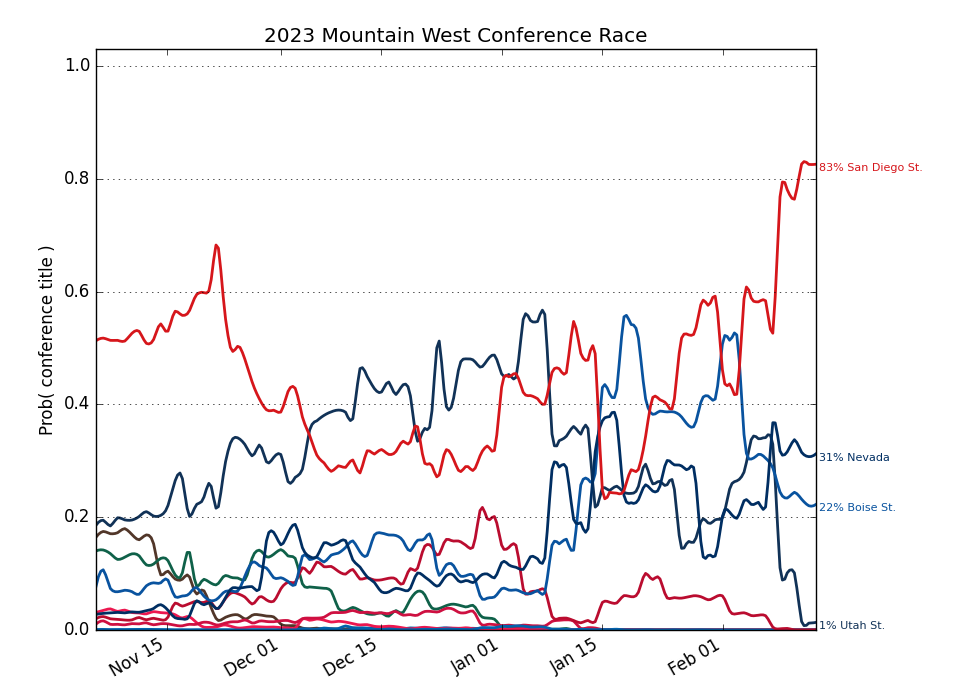 2023 Mountain West Conference Race
Prob( conference title )
1.0
0.8
0.6
0.4
0.2
0.0
83% San Diego St.
31% Nevada
22% Boise St.
1% Utah St.
Nov 15
Dec 01
Dec 15
Jan 01
Jan 15
Feb 01